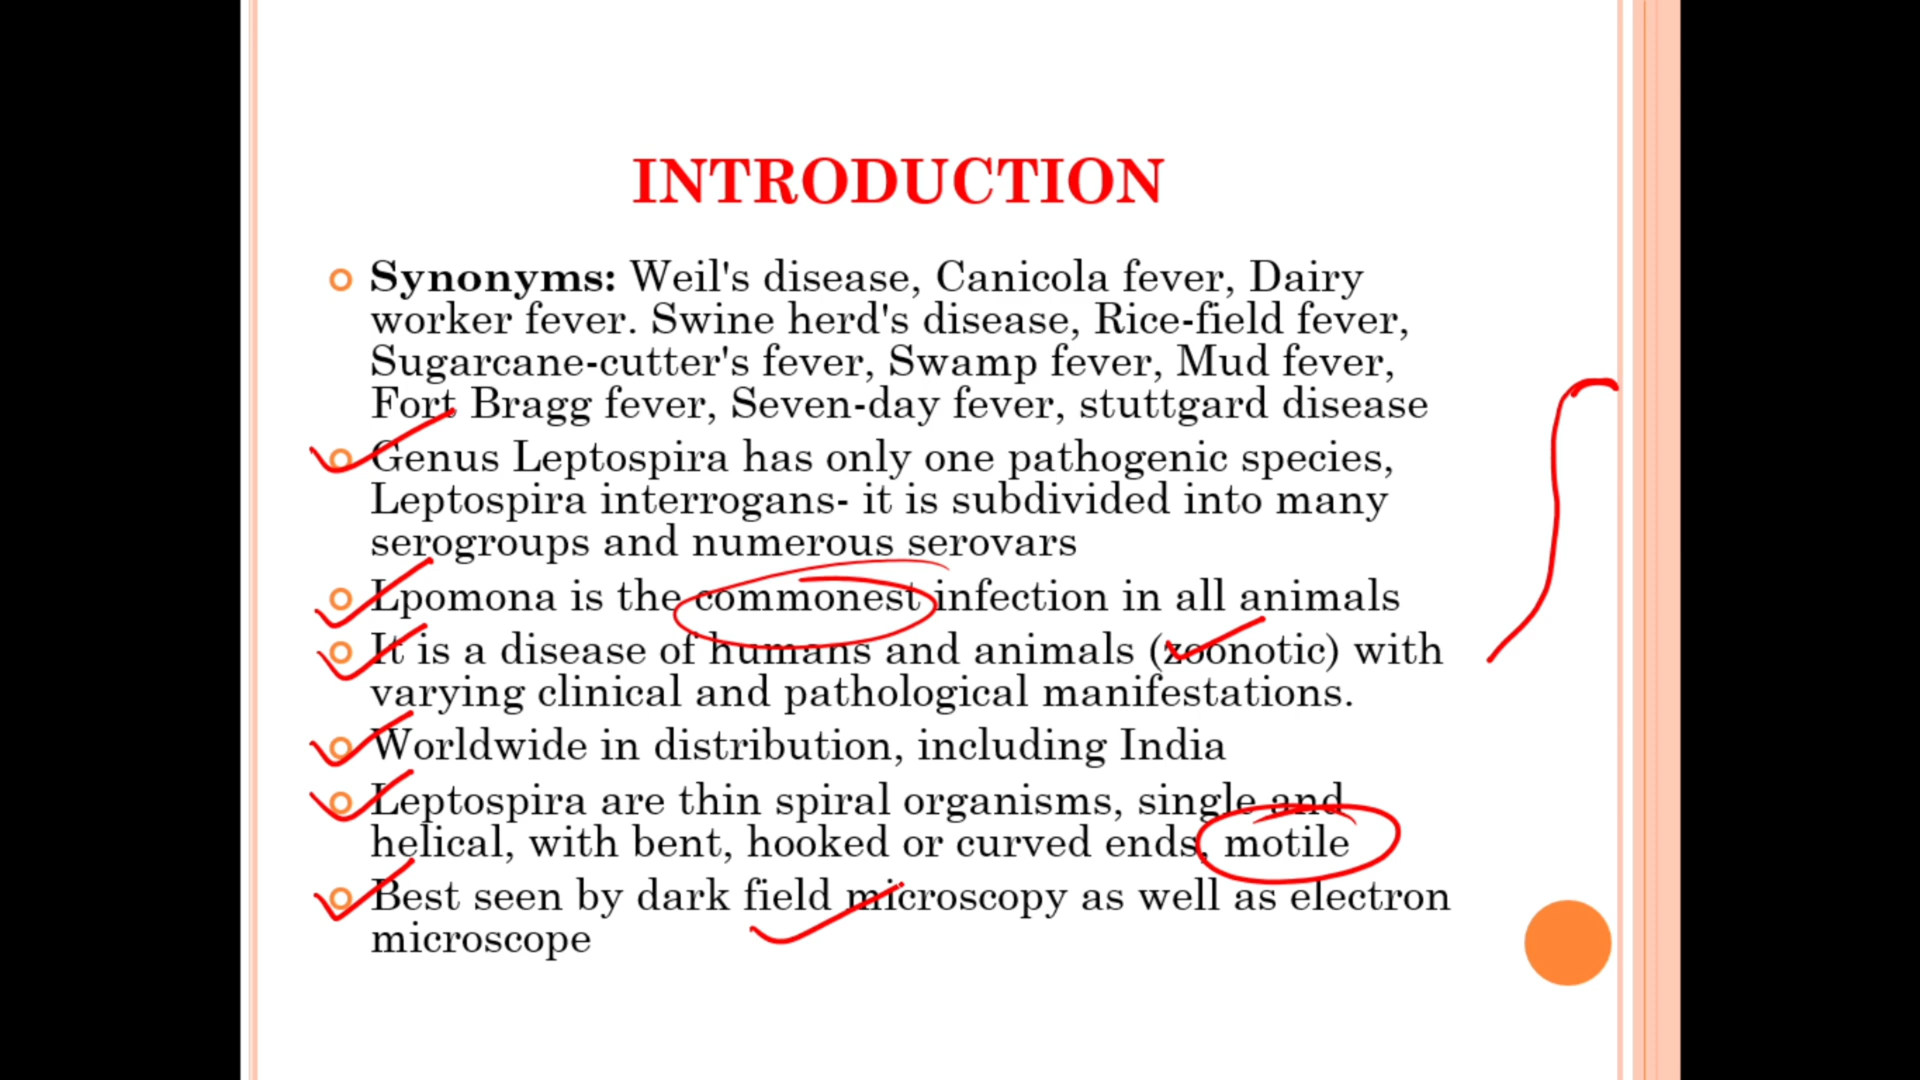 INTRODUCTION
Synonyms: Weil's disease, Canicola fever, Dairy
worker fever. Swine herd's disease, Rice-field fever,
Sugarcane-cutter's fever, Swamp fever, Mud fever,
Fort Bragg fever, Seven-day fever, stuttgard disease
Genus Leptospira has only one pathogenic species,
Leptospira interrogans- it is subdivided into many
serogroups and numerous serovars
Lpomona is the commonest infection in all animals
It is a disease of humans and animals (zoonotic) with
varying clinical and pathological manifestations.
Worldwide in distribution, including India
Leptospira are thin spiral organisms, single and
helical, with bent, hooked or curved ends, motile
Best seen by dark field microscopy as well as electron
microscope